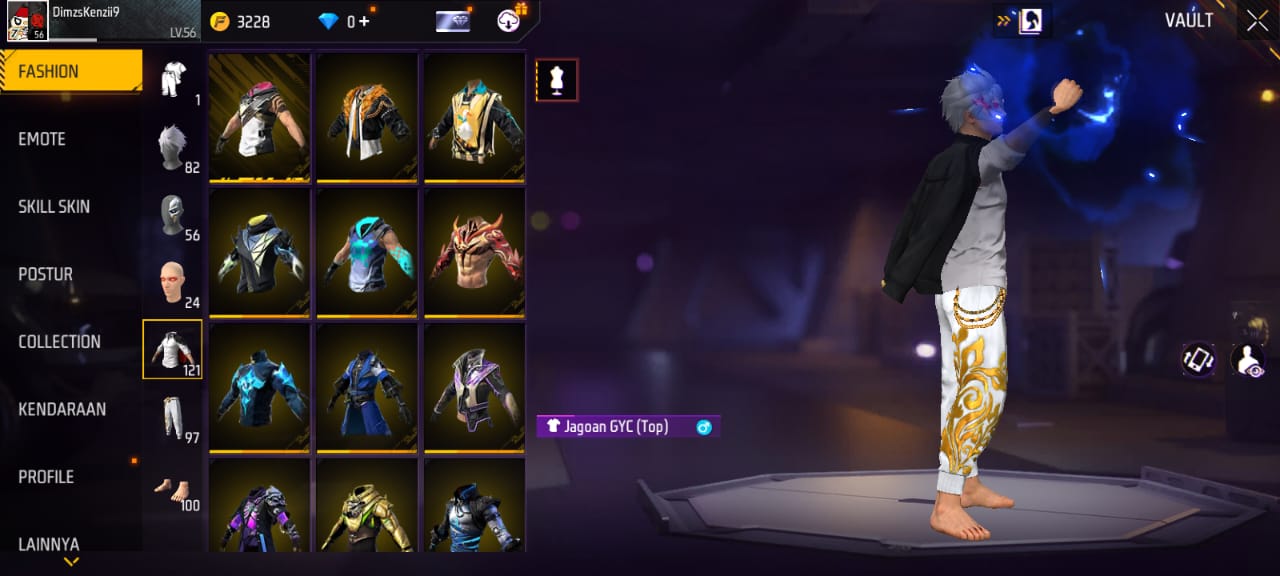 DimzsKenzii9
56
LV.56
3228
0 +
VAULT
FASHION
EMOTE
SKILL SKIN
POSTUR
COLLECTION
KENDARAAN
PROFILE
LAINNYA
1
82
56
24
121
97
100
Jagoan GYC (Top)